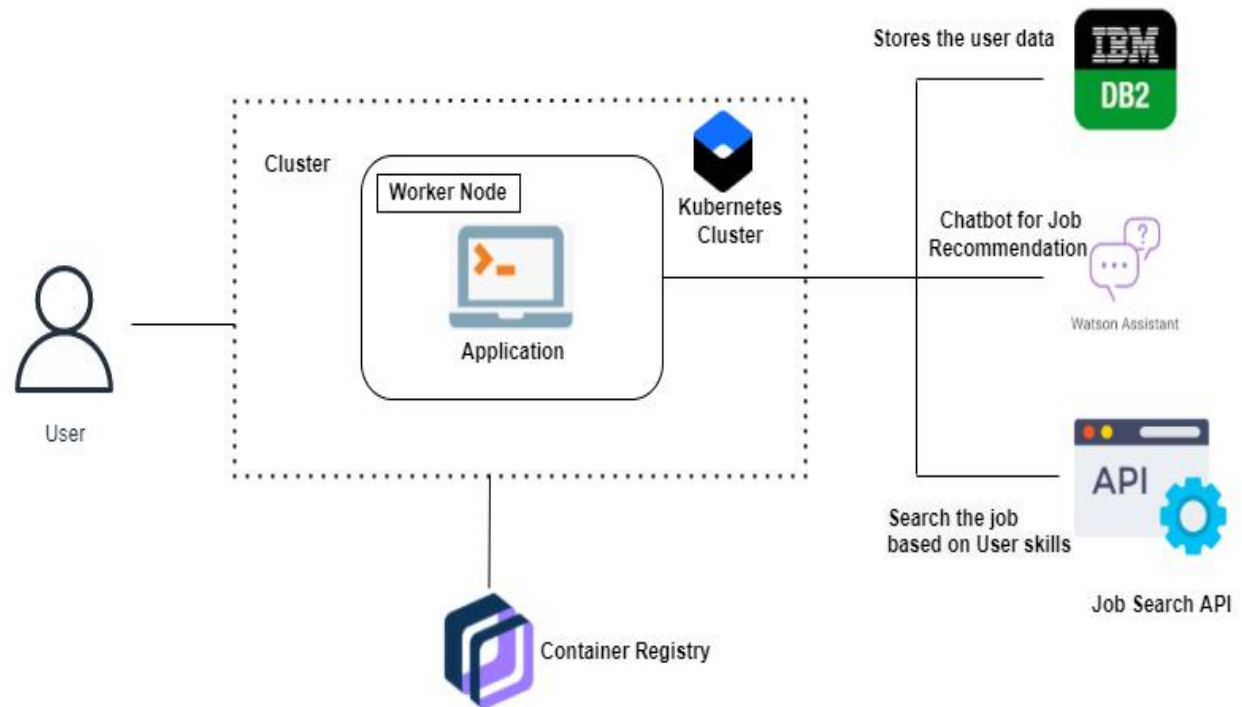 Stores the user data
IBM
DB2
Cluster
Worker Node
Kubernetes
Cluster
Application
Chatbot for Job
Recommendation
?
Watson Assistant
User
API
Search the job
based on User skills
Job Search API
Container Registry